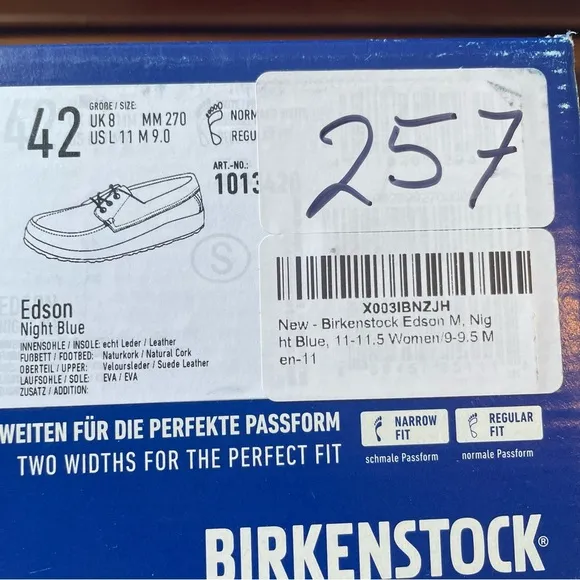 42
GRÖßE / SIZE:
UK 8 MM 270
US L 11 M 9.0
NORM
REGU
ART.-NO.:
1013
257
S
Edson
Night Blue
INNENSOHLE / INSOLE: echt Leder / Leather
FUßBETT / FOOTBED: Naturkork / Natural Cork
OBERTEIL / UPPER: Veloursleder / Suede Leather
LAUFSOHLE / SOLE: EVA / EVA
ZUSATZ / ADDITION:
X003IBNZJH
New - Birkenstock Edson M, Nig
ht Blue, 11-11.5 Women/9-9.5 M
en-11
WEITEN FÜR DIE PERFEKTE PASSFORM
TWO WIDTHS FOR THE PERFECT FIT
NARROW FIT
schmale Passform
REGULAR FIT
normale Passform
BIRKENSTOCK®